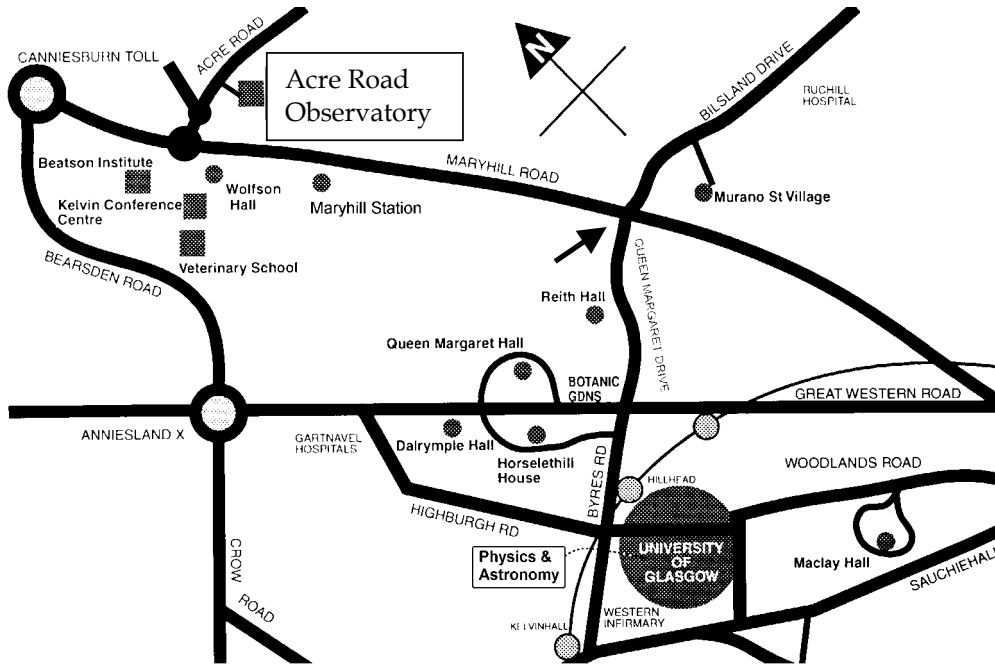 CANNIESBURN TOLL
ACRE ROAD
N
Acre Road
Observatory
BILSLAND DRIVE
RUCHILL
HOSPITAL
Beatson Institute
MARYHILL ROAD
Wolfson
Hall
Maryhill Station
Murano St Village
Kelvin Conference
Centre
Veterinary School
BEARSDEN ROAD
QUEEN MARGARET DRIVE
Reith Hall
Queen Margaret Hall
BOTANIC
GDNS
GREAT WESTERN ROAD
ANNIESLAND X
GARTNAVEL
HOSPITALS
Dalrymple Hall
Horselethill
House
BYRES RD
HILLHEAD
WOODLANDS ROAD
HIGHBURGH RD
Physics &
Astronomy
UNIVERSITY
OF
GLASGOW
Maclay Hall
SAUCHIEHALL
CROW
ROAD
WESTERN
INFIRMARY
KELVINHALL